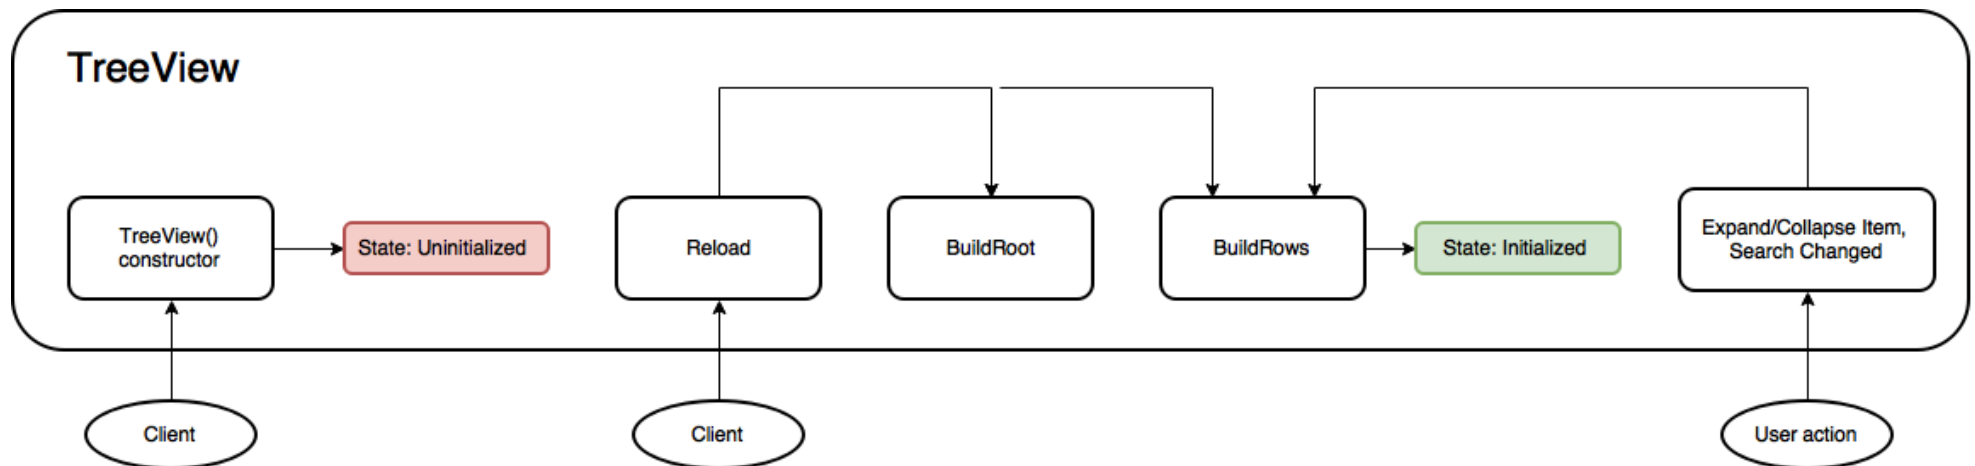 TreeView
TreeView()
constructor
State: Uninitialized
Reload
BuildRoot
BuildRows
State: Initialized
Expand/Collapse Item,
Search Changed
Client
Client
User action